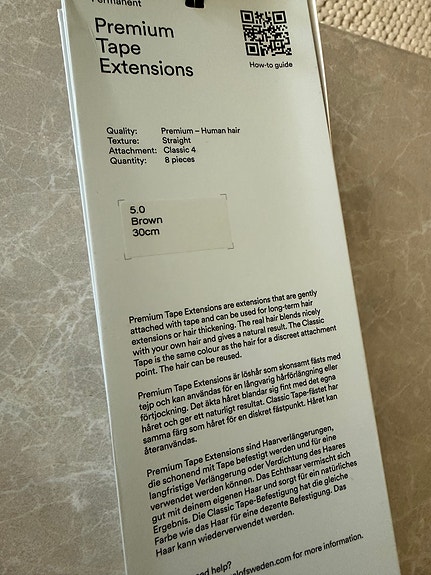 Permanent
Premium
Tape
Extensions
How-to guide
Quality: Premium – Human hair
Texture: Straight
Attachment: Classic 4
Quantity: 8 pieces
5.0
Brown
30cm
Premium Tape Extensions are extensions that are gently
attached with tape and can be used for long-term hair
extensions or hair thickening. The real hair blends nicely
with your own hair and gives a natural result. The Classic
Tape is the same colour as the hair for a discreet attachment
point. The hair can be reused.
Premium Tape Extensions är löshår som skonsamt fästs med
tejp och kan användas för en långvarig hårförlängning eller
förtjockning. Det äkta håret blandar sig fint med det egna
håret och ger ett naturligt resultat. Classic Tape-fästet har
samma färg som håret för en diskret fästpunkt. Håret kan
återanvändas.
Premium Tape Extensions sind Haarverlängerungen,
die schonend mit Tape befestigt werden und für eine
langfristige Verlängerung oder Verdichtung des Haares
verwendet werden können. Das Echthaar vermischt sich
gut mit deinem eigenen Haar und sorgt für ein natürliches
Ergebnis. Die Classic Tape-Befestigung hat die gleiche
Farbe wie das Haar für eine dezente Befestigung. Das
Haar kann wiederverwendet werden.
help?
lofsweden.com for more information.